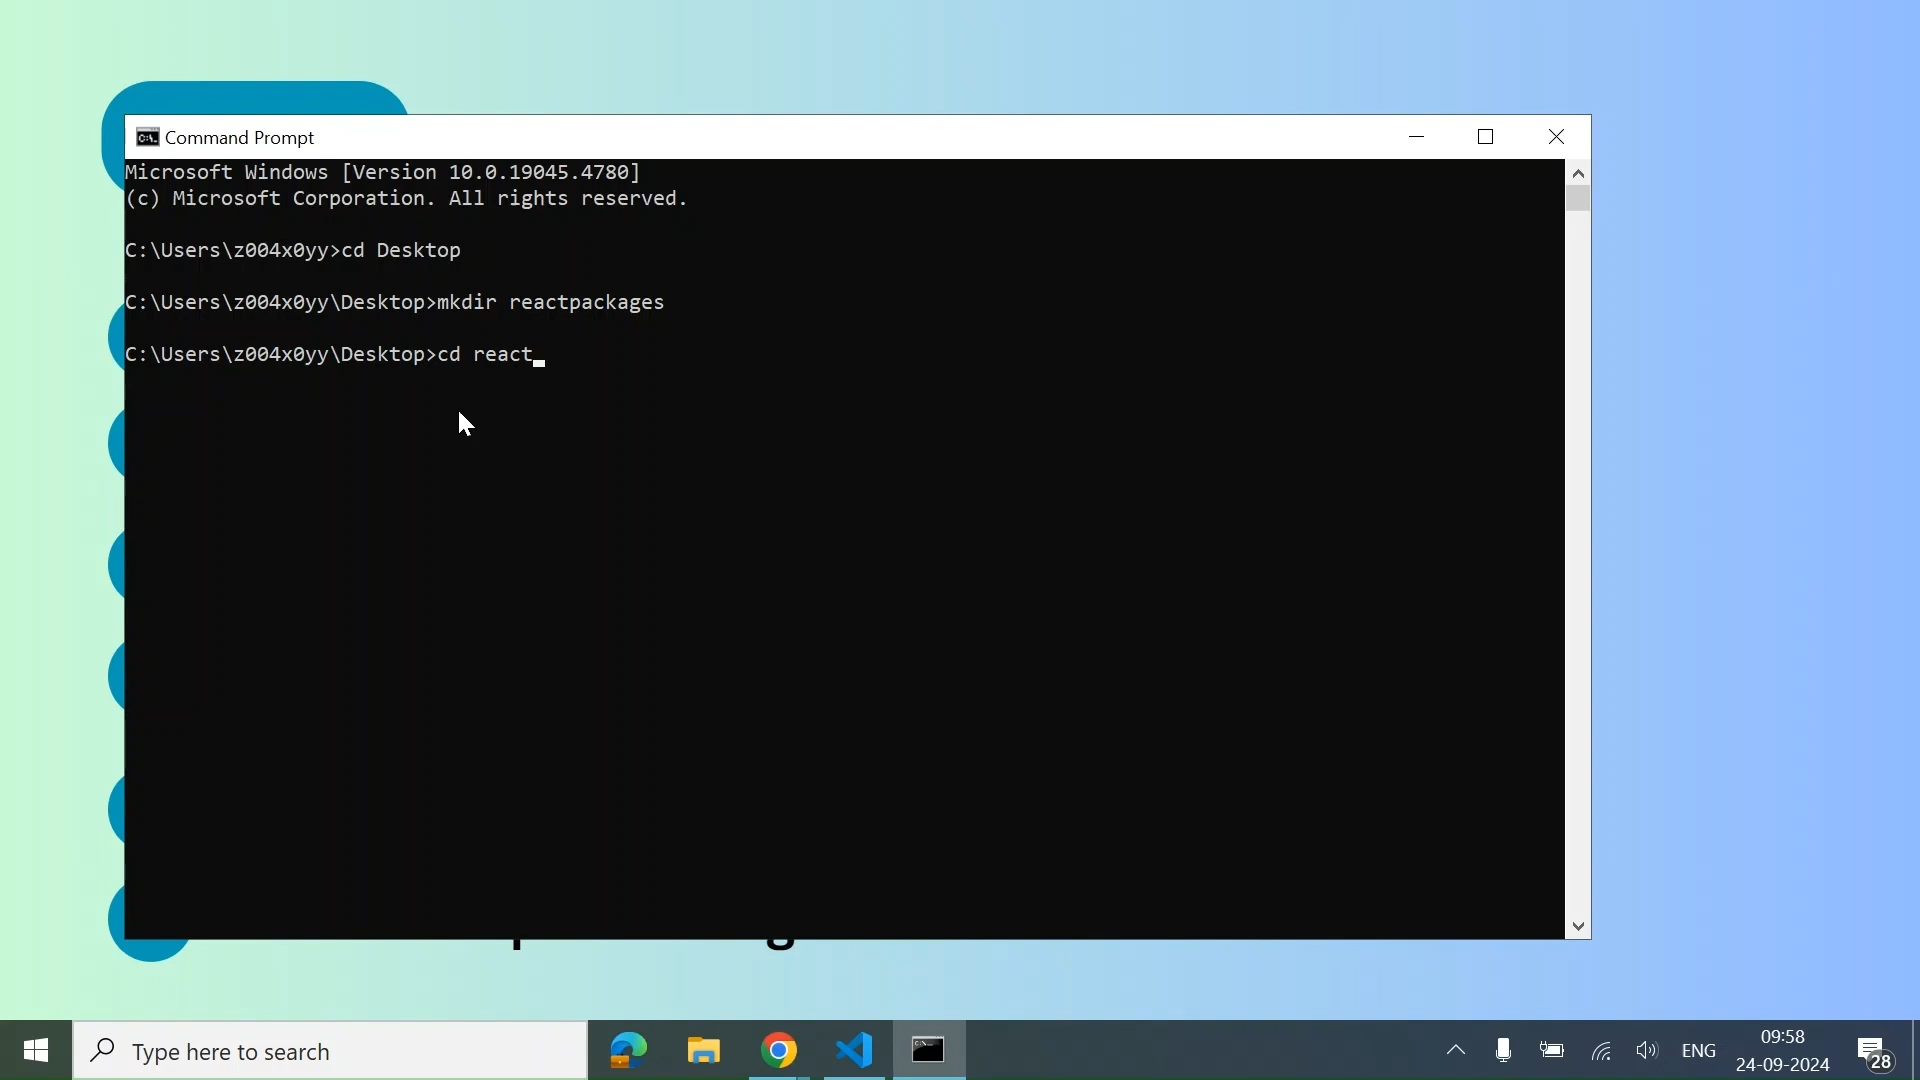 Command Prompt
Microsoft Windows [Version 10.0.19045.4780]
(c) Microsoft Corporation. All rights reserved.
C:\Users\z004x0yy>cd Desktop
C:\Users\z004x0yy\Desktop>mkdir reactpackages
C:\Users\z004x0yy\Desktop>cd react
Type here to search
ENG
09:58
24-09-2024
28